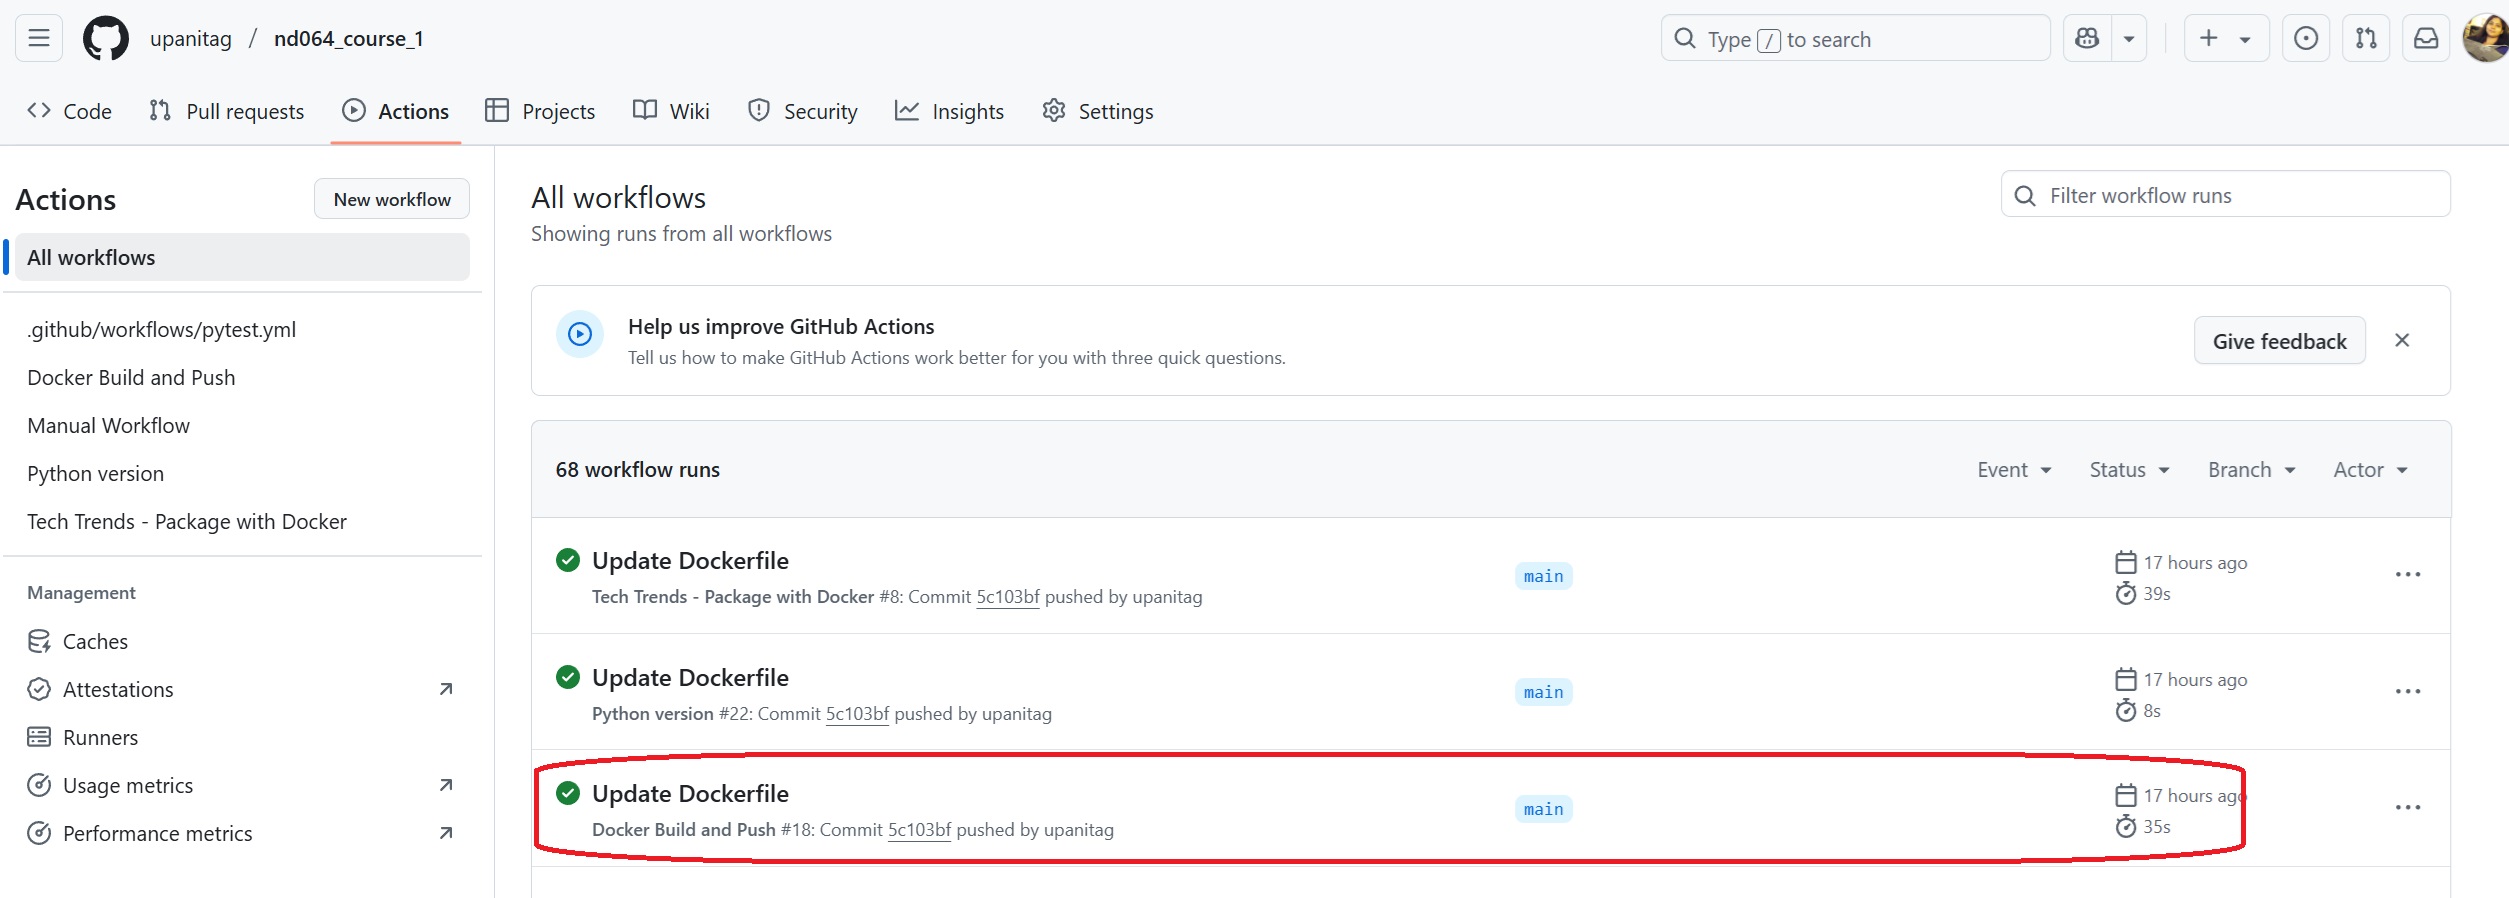 upanitag / nd064_course_1
Type / to search
Code
Pull requests
Actions
Projects
Wiki
Security
Insights
Settings
Actions
New workflow
All workflows
.github/workflows/pytest.yml
Docker Build and Push
Manual Workflow
Python version
Tech Trends - Package with Docker
Management
Caches
Attestations
Runners
Usage metrics
Performance metrics
All workflows
Showing runs from all workflows
Filter workflow runs
Help us improve GitHub Actions
Tell us how to make GitHub Actions work better for you with three quick questions.
Give feedback
68 workflow runs
Event
Status
Branch
Actor
Update Dockerfile
Tech Trends - Package with Docker #8: Commit 5c103bf pushed by upanitag
main
17 hours ago
39s
Update Dockerfile
Python version #22: Commit 5c103bf pushed by upanitag
main
17 hours ago
8s
Update Dockerfile
Docker Build and Push #18: Commit 5c103bf pushed by upanitag
main
17 hours ago
35s